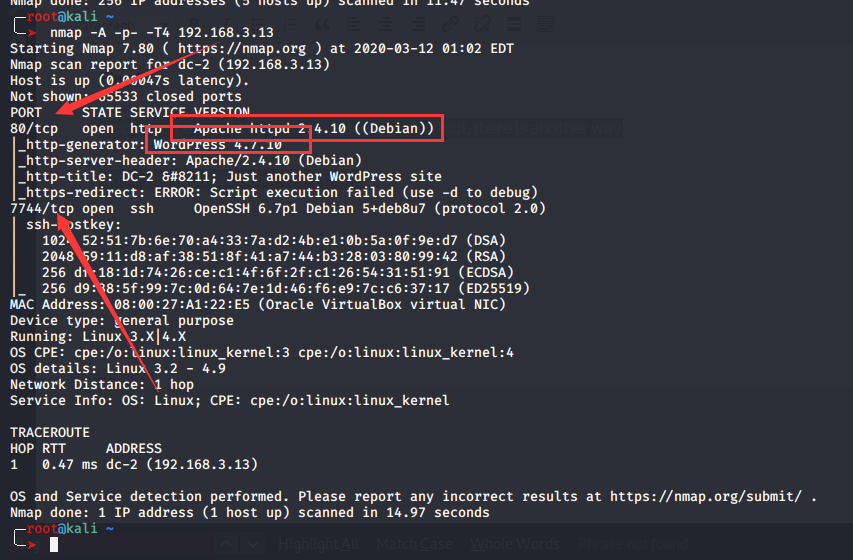 Nmap done: 256 IP addresses (5 hosts up) scanned in 11.47 seconds
root@kali ~
nmap -A -p- -T4 192.168.3.13
Starting Nmap 7.80 ( https://nmap.org ) at 2020-03-12 01:02 EDT
Nmap scan report for dc-2 (192.168.3.13)
Host is up (0.00047s latency).
Not shown: 65533 closed ports
PORT     STATE SERVICE VERSION
80/tcp   open  http    Apache httpd 2.4.10 ((Debian))
|_http-generator: WordPress 4.7.10
|_http-server-header: Apache/2.4.10 (Debian)
|_http-title: DC-2 &#8211; Just another WordPress site
|_https-redirect: ERROR: Script execution failed (use -d to debug)
7744/tcp open  ssh     OpenSSH 6.7p1 Debian 5+deb8u7 (protocol 2.0)
| ssh-hostkey:
|   1024 52:51:7b:6e:70:a4:33:7a:d2:4b:e1:0b:5a:0f:9e:d7 (DSA)
|   2048 59:11:d8:af:38:51:8f:41:a7:44:b3:28:03:80:99:42 (RSA)
|   256 df:18:1d:74:26:ce:c1:4f:6f:2f:c1:26:54:31:51:91 (ECDSA)
|_  256 d9:38:5f:99:7c:0d:64:7e:1d:46:f6:e9:7c:c6:37:17 (ED25519)
MAC Address: 08:00:27:A1:22:E5 (Oracle VirtualBox virtual NIC)
Device type: general purpose
Running: Linux 3.X|4.X
OS CPE: cpe:/o:linux:linux_kernel:3 cpe:/o:linux:linux_kernel:4
OS details: Linux 3.2 - 4.9
Network Distance: 1 hop
Service Info: OS: Linux; CPE: cpe:/o:linux:linux_kernel
TRACEROUTE
HOP RTT     ADDRESS
1   0.47 ms dc-2 (192.168.3.13)
OS and Service detection performed. Please report any incorrect results at https://nmap.org/submit/ .
Nmap done: 1 IP address (1 host up) scanned in 14.97 seconds
root@kali ~
Highlight All Match Case Whole Words Phrase not found